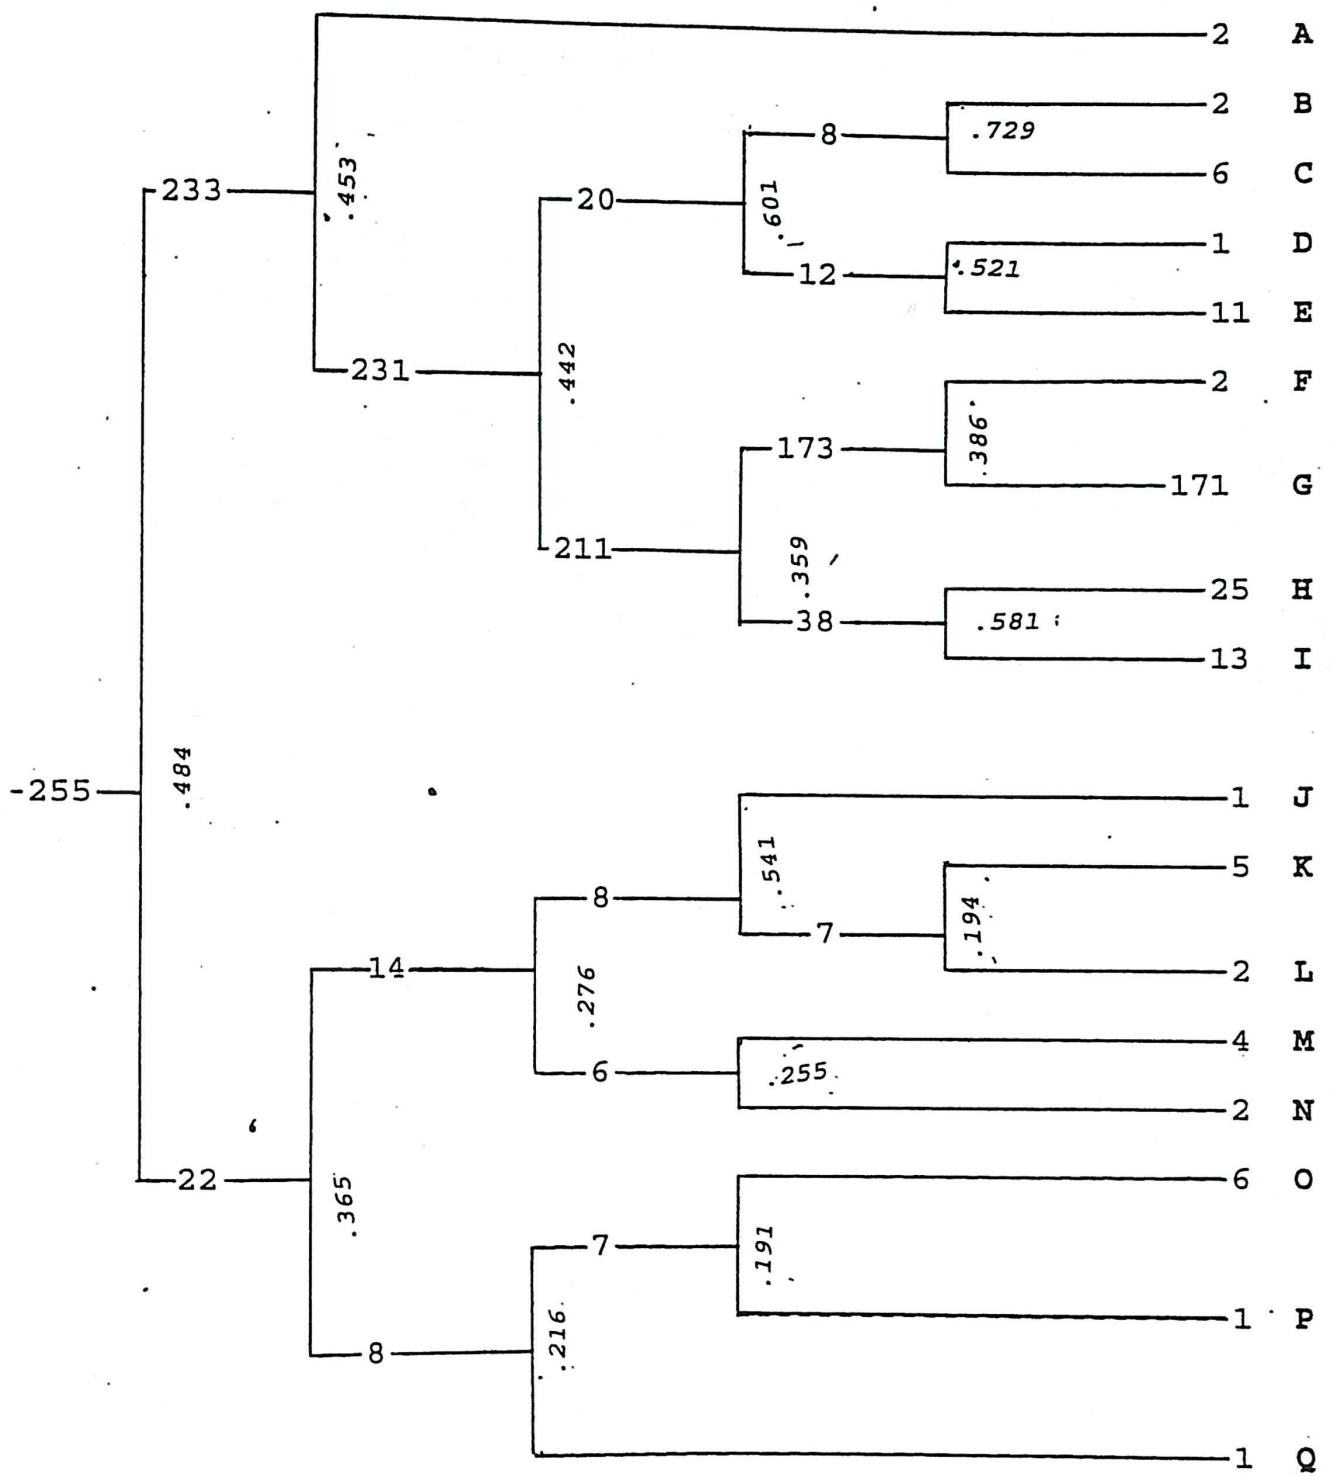 2 A
2 B
8 .729
.453
6 C
233 20 .601
1 D
12 .521
11 E
231 .442
2 F
173 .386
171 G
211 .359
25 H
38 .581
13 I
-255 .484
1 J
.541
5 K
8 7 .194
14 2 L
.276
4 M
6 .255
2 N
22 6 O
.365
7 .191
1 P
8 .216
1 Q